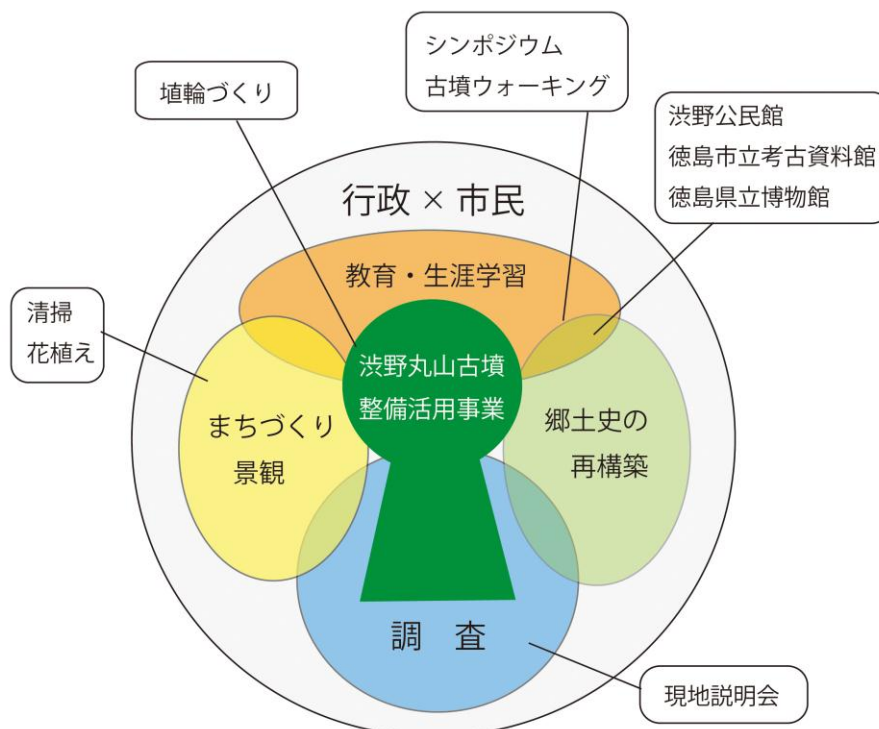 シンポジウム
古墳ウォーキング
埴輪づくり
渋野公民館
徳島市立考古資料館
徳島県立博物館
行政 × 市民
教育・生涯学習
清掃
花植え
渋野丸山古墳
整備活用事業
まちづくり
景観
郷土史の
再構築
調 査
現地説明会